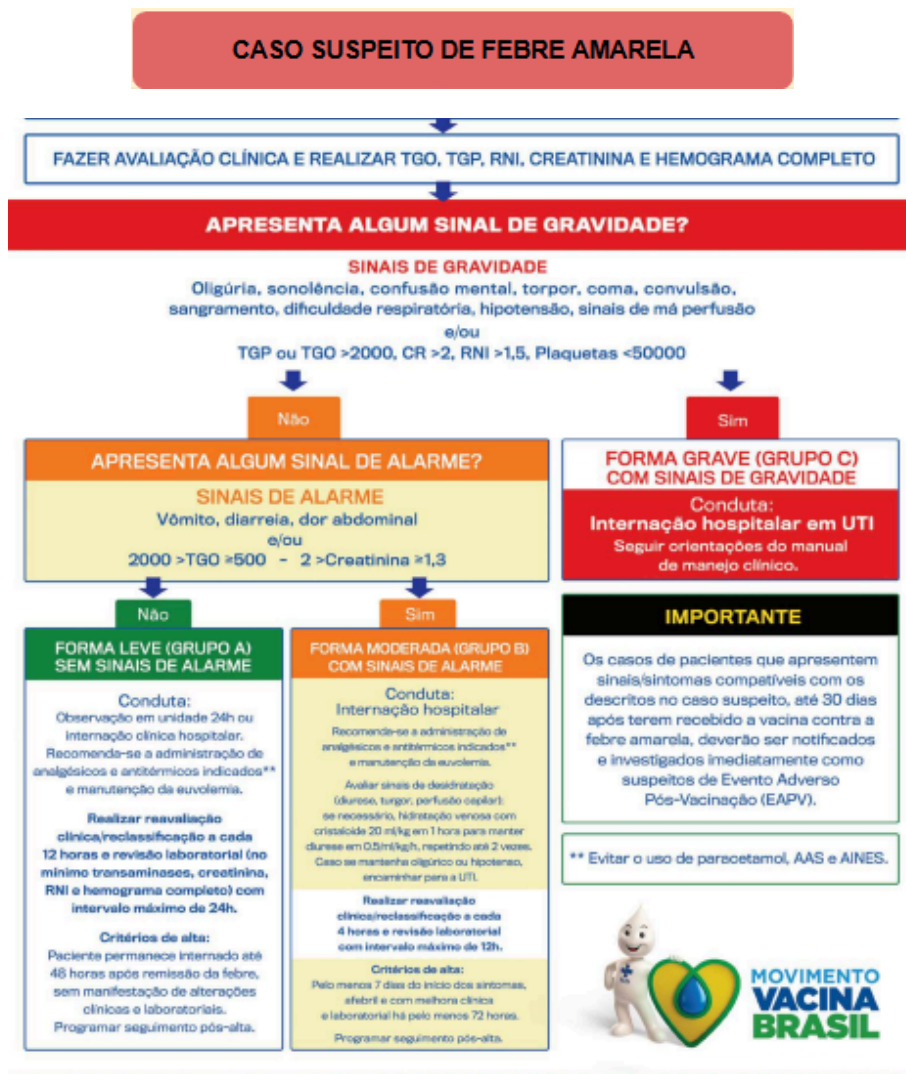 CASO SUSPEITO DE FEBRE AMARELA
FAZER AVALIAÇÃO CLÍNICA E REALIZAR TGO, TGP, RNI, CREATININA E HEMOGRAMA COMPLETO
APRESENTA ALGUM SINAL DE GRAVIDADE?
SINAIS DE GRAVIDADE
Oligúria, sonolência, confusão mental, torpor, coma, convulsão,
sangramento, dificuldade respiratória, hipotensão, sinais de má perfusão
e/ou
TGP ou TGO >2000, CR >2, RNI >1,5, Plaquetas <50000
Não
APRESENTA ALGUM SINAL DE ALARME?
SINAIS DE ALARME
Vômito, diarreia, dor abdominal
e/ou
2000 >TGO ≥500 - 2 >Creatinina ≥1,3
Sim
FORMA GRAVE (GRUPO C)
COM SINAIS DE GRAVIDADE
Conduta:
Internação hospitalar em UTI
Seguir orientações do manual
de manejo clínico.
Não
FORMA LEVE (GRUPO A)
SEM SINAIS DE ALARME
Conduta:
Observação em unidade 24h ou
internação clínica hospitalar.
Recomenda-se a administração de
analgésicos e antitérmicos indicados**
e manutenção da euvolemia.
Realizar reavaliação
clínica/reclassificação a cada
12 horas e revisão laboratorial (no
mínimo transaminases, creatinina,
RNI e hemograma completo) com
intervalo máximo de 24h.
Critérios de alta:
Paciente permanece internado até
48 horas após remissão da febre,
sem manifestação de alterações
clínicas e laboratoriais.
Programar seguimento pós-alta.
Sim
FORMA MODERADA (GRUPO B)
COM SINAIS DE ALARME
Conduta:
Internação hospitalar
Recomenda-se a administração de
analgésicos e antitérmicos indicados**
e manutenção da euvolemia.
Avaliar sinais de desidratação
(diurese, turgor, perfusão capilar):
se necessário, hidratação venosa com
cristaloide 20 ml/kg em 1 hora para manter
diurese em 0,5/ml/kg/h, repetindo até 2 vezes.
Caso se mantenha oligúrico ou hipotenso,
encaminhar para a UTI.
Realizar reavaliação
clínica/reclassificação a cada
4 horas e revisão laboratorial
com intervalo máximo de 12h.
Critérios de alta:
Pelo menos 7 dias do início dos sintomas,
afebril e com melhora clínica
e laboratorial há pelo menos 72 horas.
Programar seguimento pós-alta.
IMPORTANTE
Os casos de pacientes que apresentem
sinais/sintomas compatíveis com os
descritos no caso suspeito, até 30 dias
após terem recebido a vacina contra a
febre amarela, deverão ser notificados
e investigados imediatamente como
suspeitos de Evento Adverso
Pós-Vacinação (EAPV).
** Evitar o uso de paracetamol, AAS e AINES.
MOVIMENTO
VACINA
BRASIL